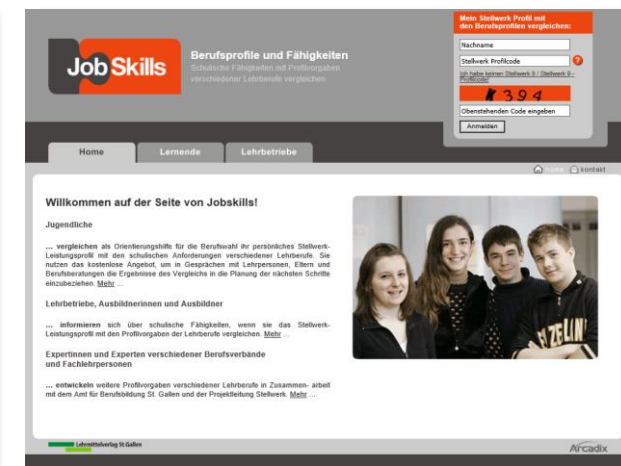 Mein Stellwerk Profil mit
den Berufsprofilen vergleichen:
Nachname
Stellwerk Profilcode
?
Ich habe keinen Stellwerk 8 / Stellwerk 9 -
Profilcode!
394
Obenstehenden Code eingeben
Anmelden
Job Skills
Berufsprofile und Fähigkeiten
Schulische Fähigkeiten mit Profilvorgaben
verschiedener Lehrberufe vergleichen
Home Lernende Lehrbetriebe
home kontakt
Willkommen auf der Seite von Jobskills!
Jugendliche
... vergleichen als Orientierungshilfe für die Berufswahl ihr persönliches Stellwerk-
Leistungsprofil mit den schulischen Anforderungen verschiedener Lehrberufe. Sie
nutzen das kostenlose Angebot, um in Gesprächen mit Lehrpersonen, Eltern und
Berufsberatungen die Ergebnisse des Vergleichs in die Planung der nächsten Schritte
einzubeziehen. Mehr ...
Lehrbetriebe, Ausbildnerinnen und Ausbildner
... informieren sich über schulische Fähigkeiten, wenn sie das Stellwerk-
Leistungsprofil mit den Profilvorgaben der Lehrberufe vergleichen. Mehr ...
Expertinnen und Experten verschiedener Berufsverbände
und Fachlehrpersonen
... entwickeln weitere Profilvorgaben verschiedener Lehrberufe in Zusammen- arbeit
mit dem Amt für Berufsbildung St. Gallen und der Projektleitung Stellwerk. Mehr ...
ZELIN
Lehrmittelverlag St.Gallen
Arcadix